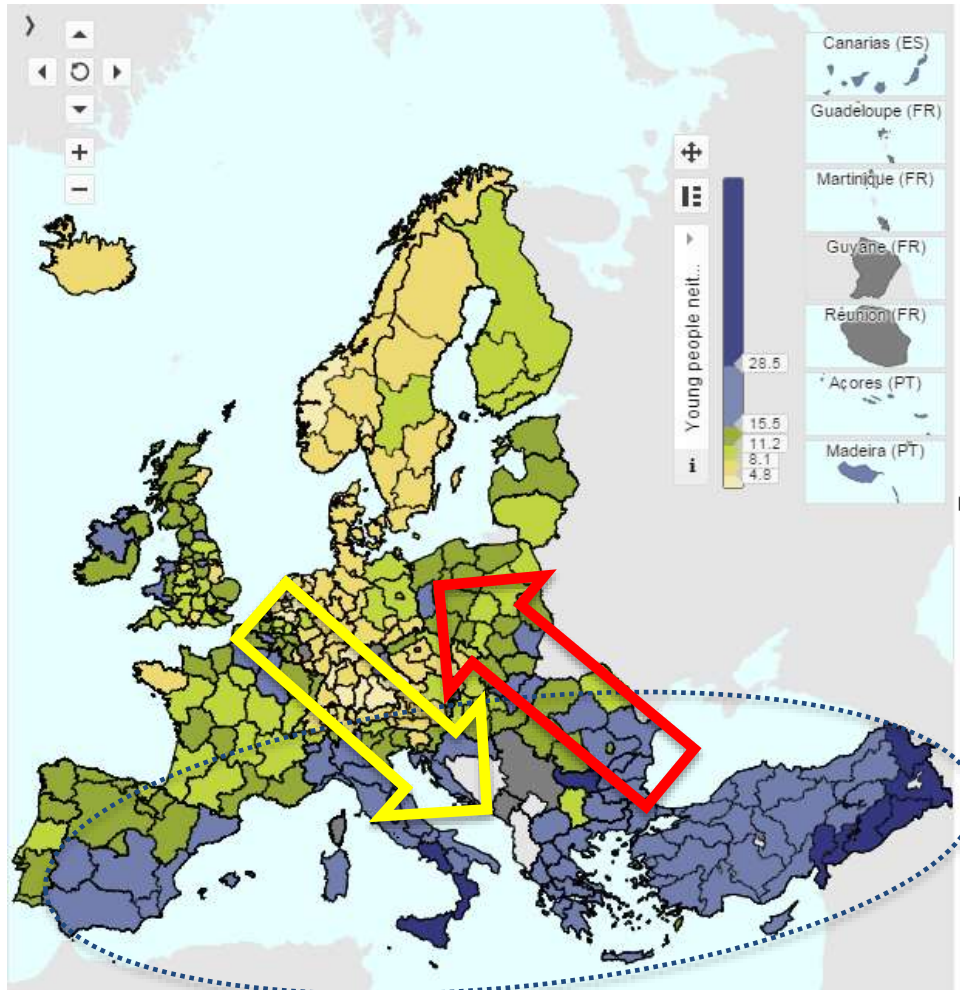 Canarias (ES)
Guadeloupe (FR)
Martinique (FR)
Guyane (FR)
Réunion (FR)
Açores (PT)
Madeira (PT)
Young people neit...
28.5
15.5
11.2
8.1
4.8
i